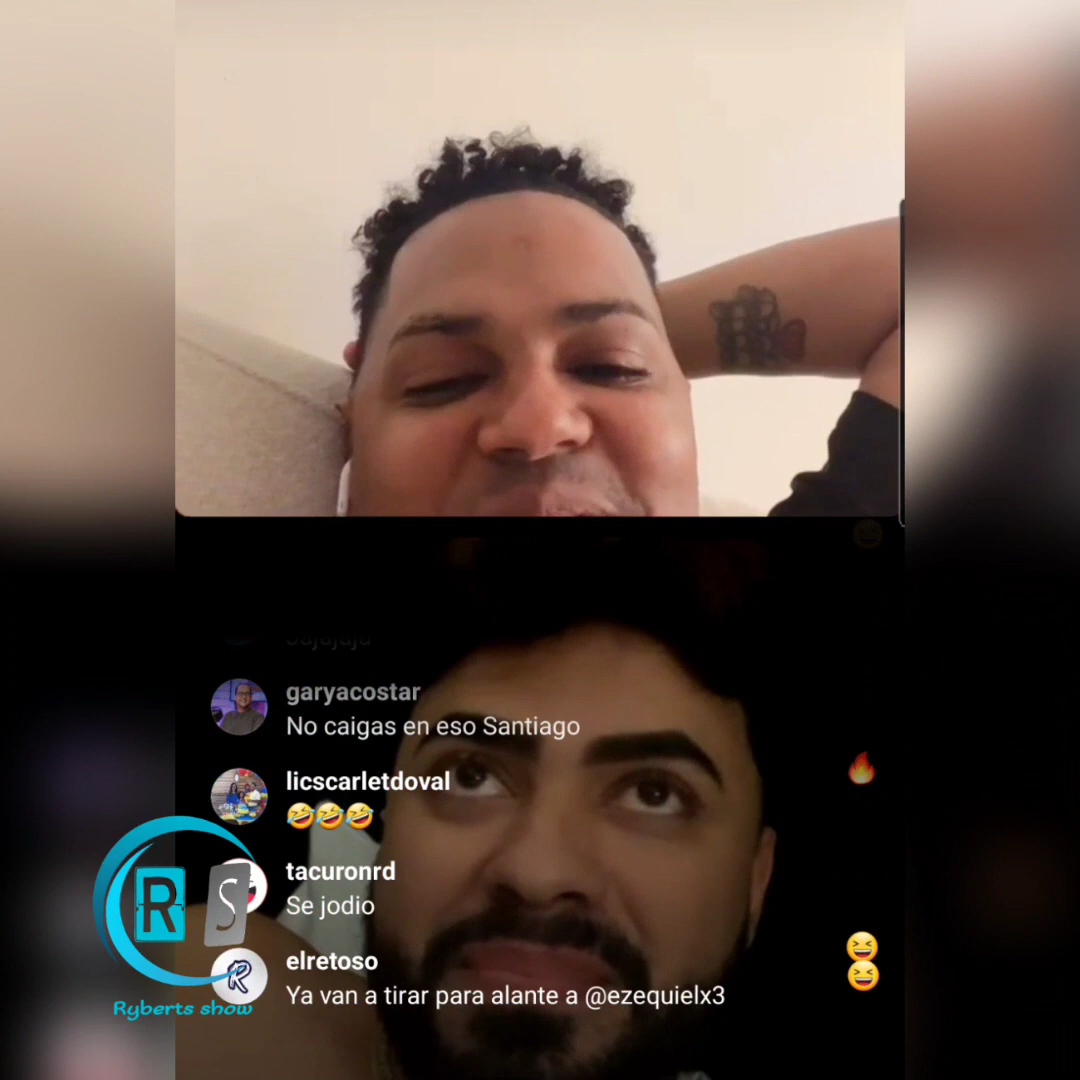 Jajajaja
garyacostar
No caigas en eso Santiago
licscarletdoval
🤣🤣🤣
tacuronrd
Se jodio
elretoso
Ya van a tirar para alante a @ezequielx3
R S
R
Ryberts show